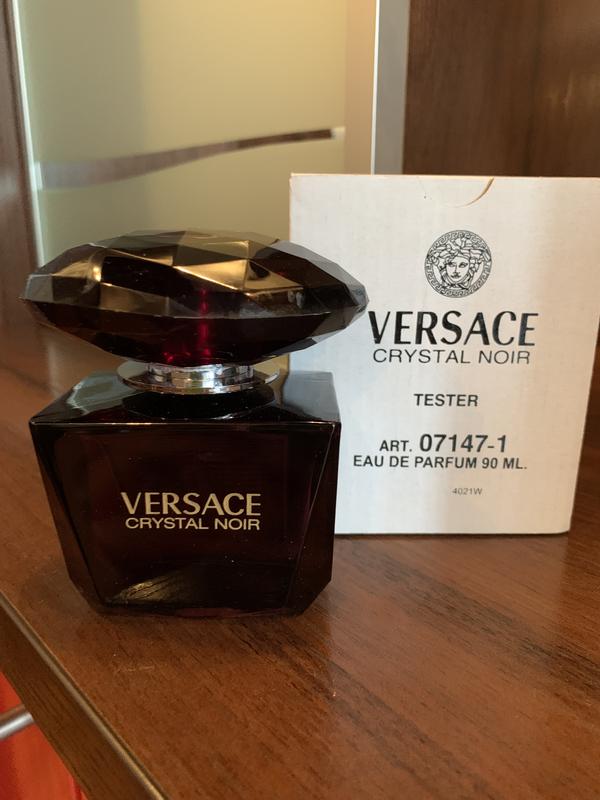 VERSACE
CRYSTAL NOIR
TESTER
ART. 07147-1
EAU DE PARFUM 90 ML.
4021W
VERSACE
CRYSTAL NOIR